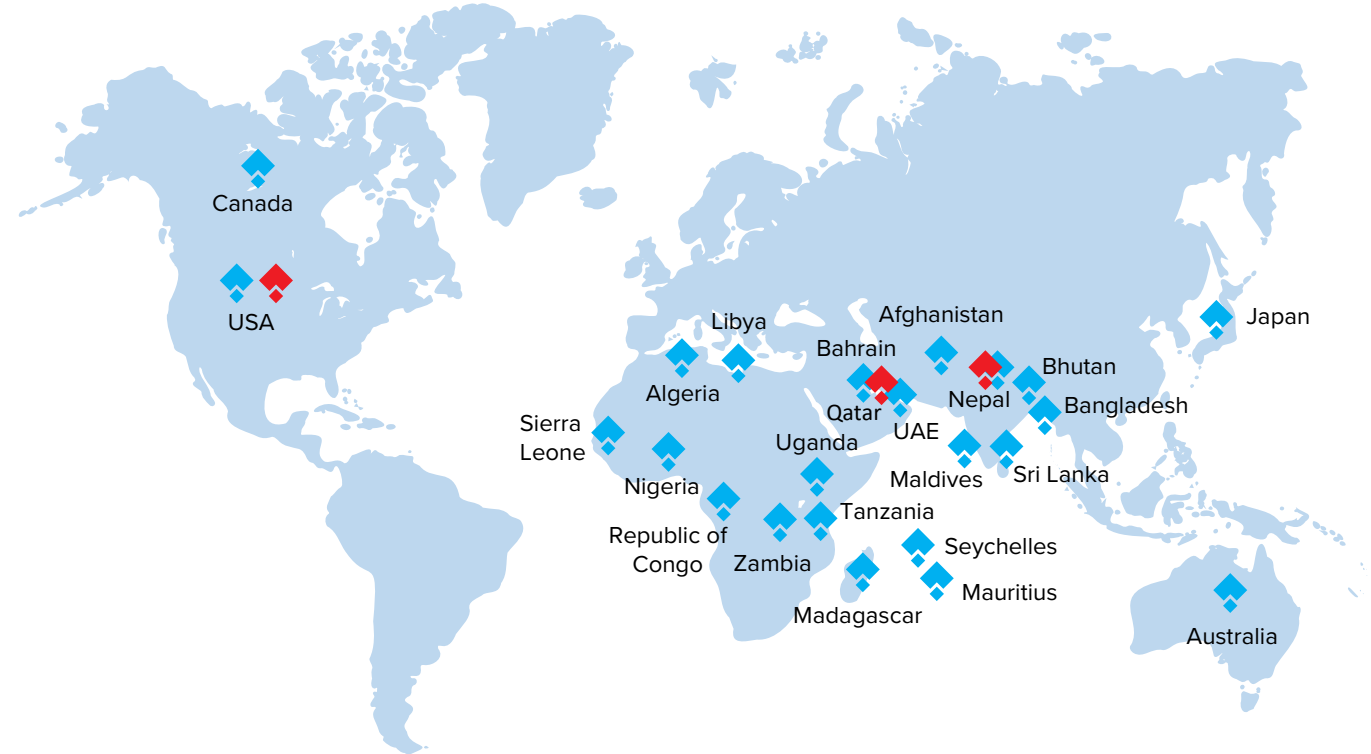 Canada
USA
Libya
Algeria
Sierra
Leone
Nigeria
Republic of
Congo
Zambia
Uganda
Tanzania
Madagascar
Seychelles
Mauritius
Afghanistan
Bahrain
Qatar
UAE
Nepal
Bhutan
Bangladesh
Maldives
Sri Lanka
Japan
Australia